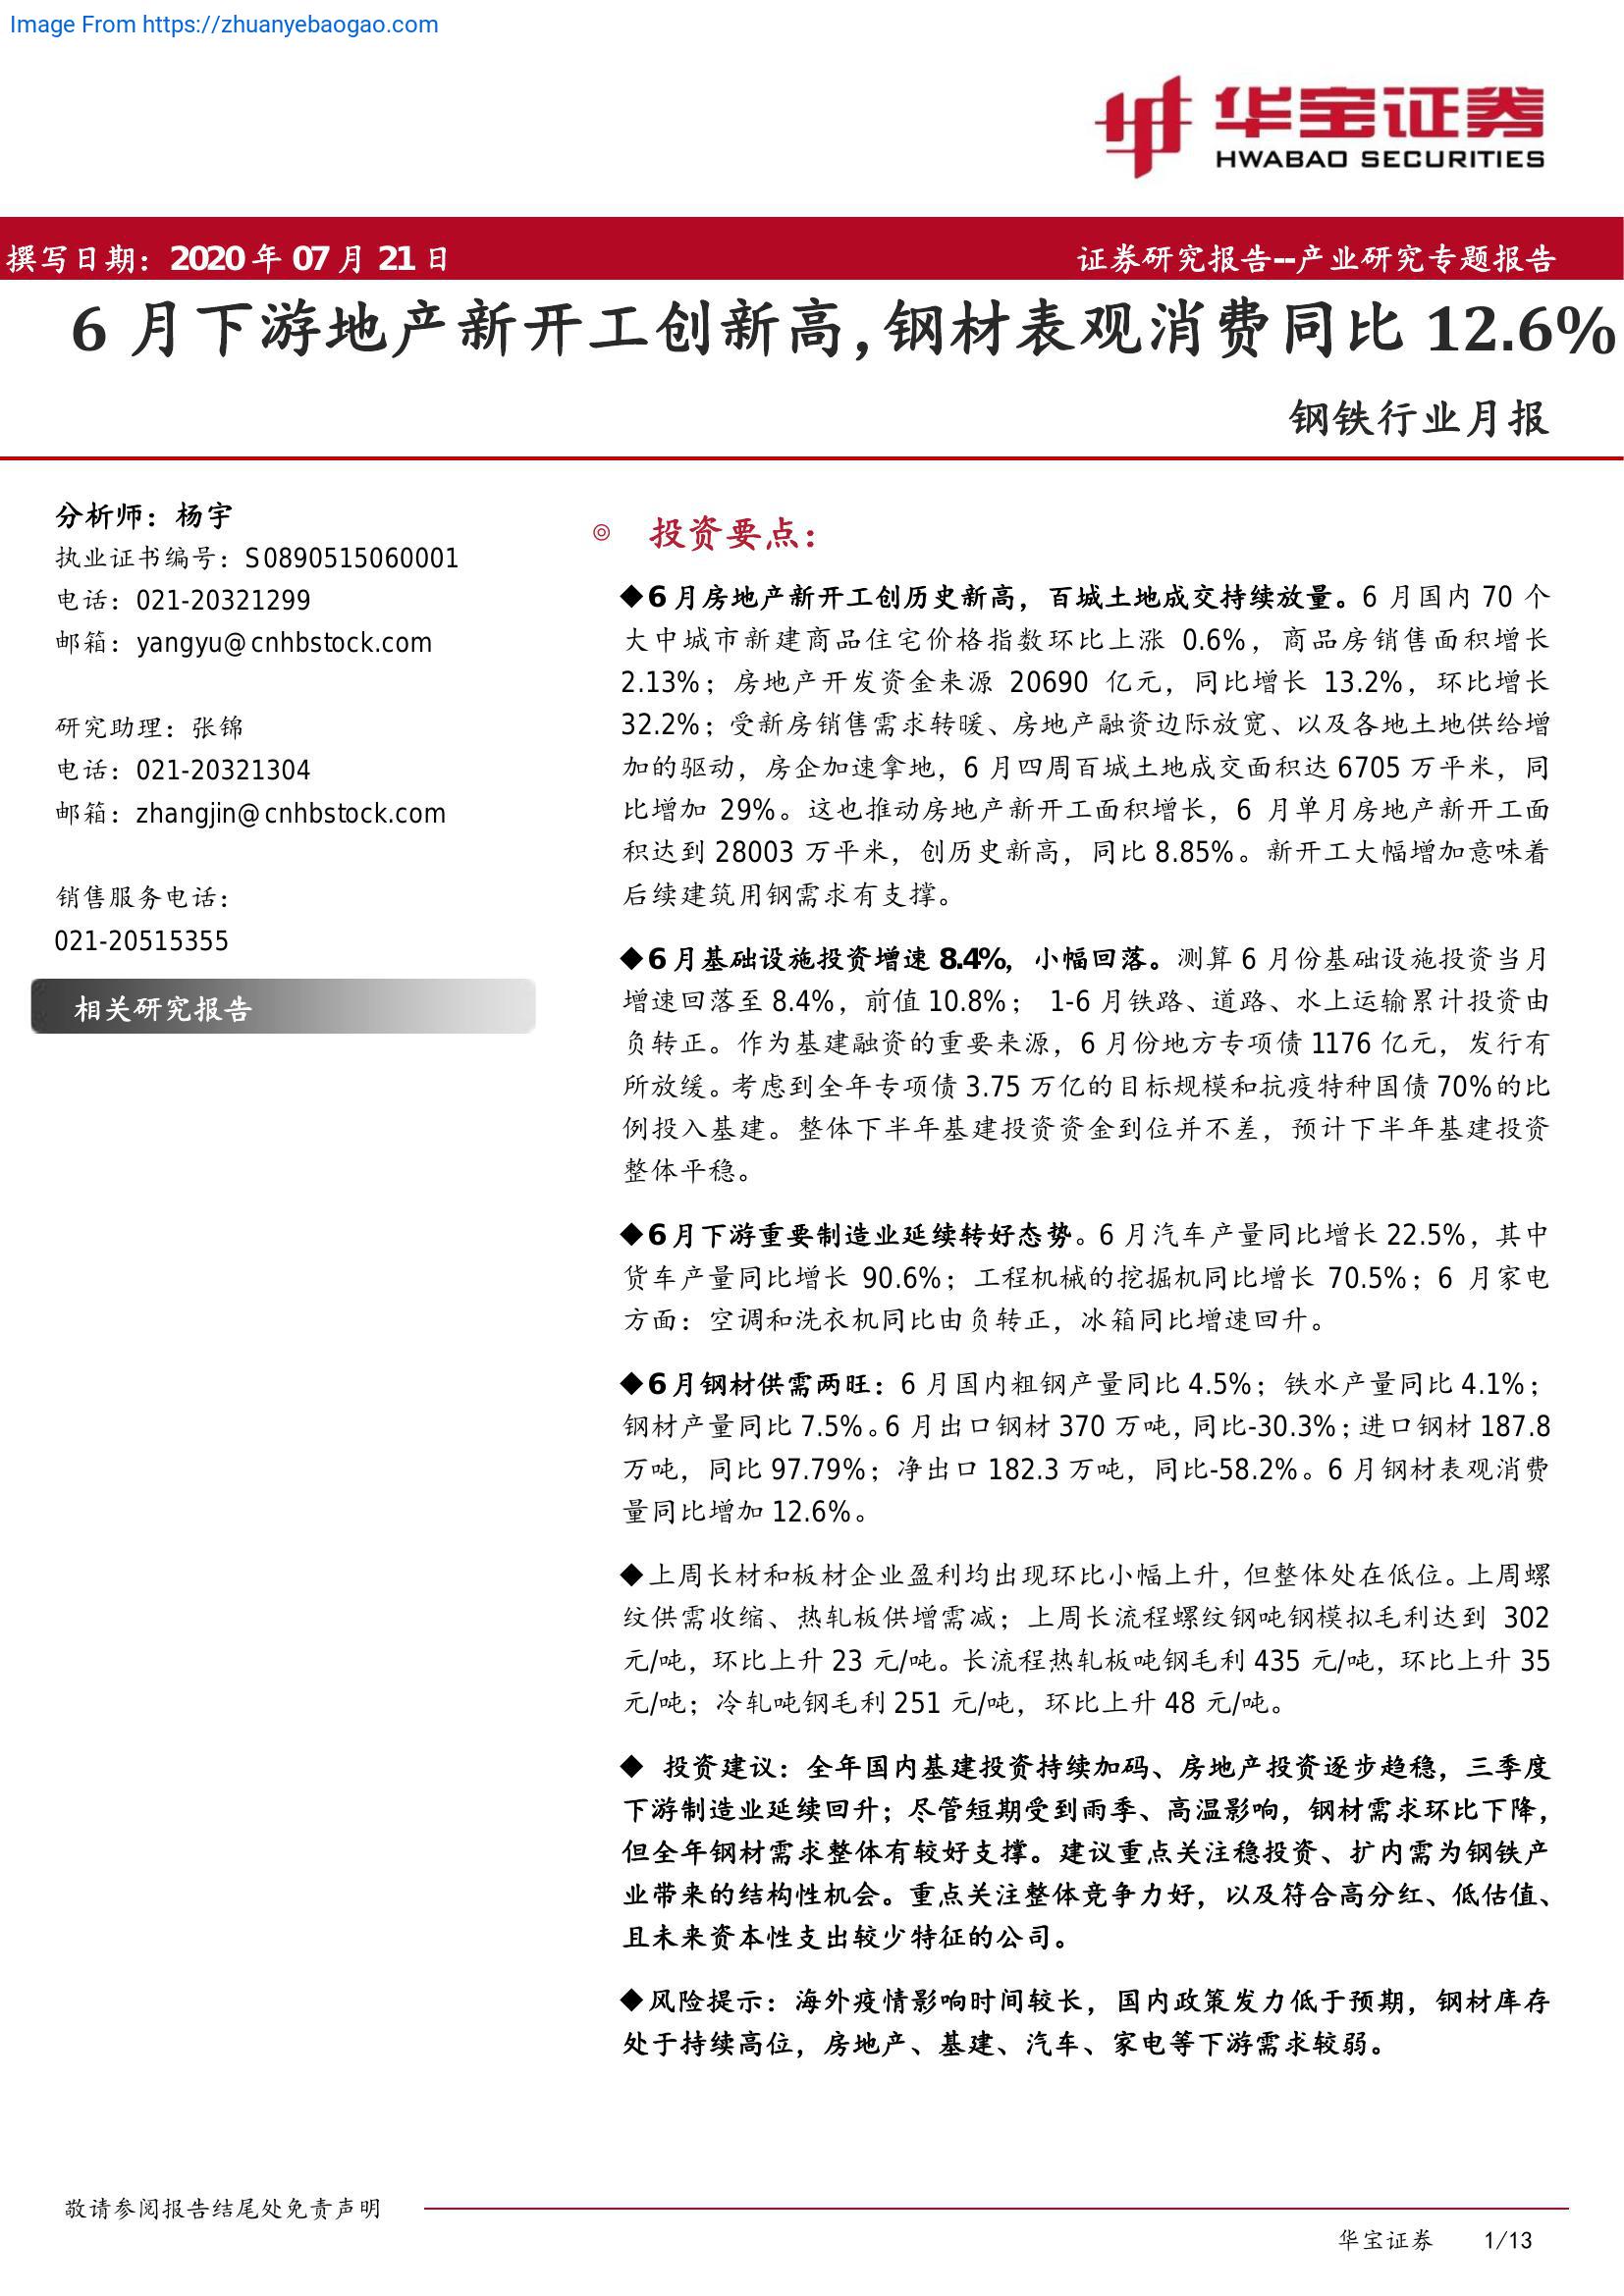 Image From https://zhuanyebaogao.com
华宝证券
HWABAO SECURITIES
撰写日期：2020 年 07 月 21 日
证券研究报告--产业研究专题报告
6 月下游地产新开工创新高,钢材表观消费同比 12.6%
钢铁行业月报
分析师：杨宇
执业证书编号：S0890515060001
电话：021-20321299
邮箱：yangyu@cnhbstock.com
研究助理：张锦
电话：021-20321304
邮箱：zhangjin@cnhbstock.com
销售服务电话：
021-20515355
相关研究报告
◎ 投资要点：
◆6 月房地产新开工创历史新高，百城土地成交持续放量。6 月国内 70 个
大中城市新建商品住宅价格指数环比上涨 0.6%，商品房销售面积增长
2.13%；房地产开发资金来源 20690 亿元，同比增长 13.2%，环比增长
32.2%；受新房销售需求转暖、房地产融资边际放宽、以及各地土地供给增
加的驱动，房企加速拿地，6 月四周百城土地成交面积达 6705 万平米，同
比增加 29%。这也推动房地产新开工面积增长，6 月单月房地产新开工面
积达到 28003 万平米，创历史新高，同比 8.85%。新开工大幅增加意味着
后续建筑用钢需求有支撑。
◆6 月基础设施投资增速 8.4%，小幅回落。测算 6 月份基础设施投资当月
增速回落至 8.4%，前值 10.8%； 1-6 月铁路、道路、水上运输累计投资由
负转正。作为基建融资的重要来源，6 月份地方专项债 1176 亿元，发行有
所放缓。考虑到全年专项债 3.75 万亿的目标规模和抗疫特种国债 70%的比
例投入基建。整体下半年基建投资资金到位并不差，预计下半年基建投资
整体平稳。
◆6 月下游重要制造业延续转好态势。6 月汽车产量同比增长 22.5%，其中
货车产量同比增长 90.6%；工程机械的挖掘机同比增长 70.5%；6 月家电
方面：空调和洗衣机同比由负转正，冰箱同比增速回升。
◆6 月钢材供需两旺：6 月国内粗钢产量同比 4.5%；铁水产量同比 4.1%；
钢材产量同比 7.5%。6 月出口钢材 370 万吨，同比-30.3%；进口钢材 187.8
万吨，同比 97.79%；净出口 182.3 万吨，同比-58.2%。6 月钢材表观消费
量同比增加 12.6%。
◆上周长材和板材企业盈利均出现环比小幅上升，但整体处在低位。上周螺
纹供需收缩、热轧板供增需减；上周长流程螺纹钢吨钢模拟毛利达到 302
元/吨，环比上升 23 元/吨。长流程热轧板吨钢毛利 435 元/吨，环比上升 35
元/吨；冷轧吨钢毛利 251 元/吨，环比上升 48 元/吨。
◆ 投资建议：全年国内基建投资持续加码、房地产投资逐步趋稳，三季度
下游制造业延续回升；尽管短期受到雨季、高温影响，钢材需求环比下降，
但全年钢材需求整体有较好支撑。建议重点关注稳投资、扩内需为钢铁产
业带来的结构性机会。重点关注整体竞争力好，以及符合高分红、低估值、
且未来资本性支出较少特征的公司。
◆风险提示：海外疫情影响时间较长，国内政策发力低于预期，钢材库存
处于持续高位，房地产、基建、汽车、家电等下游需求较弱。
敬请参阅报告结尾处免责声明
华宝证券 1/13